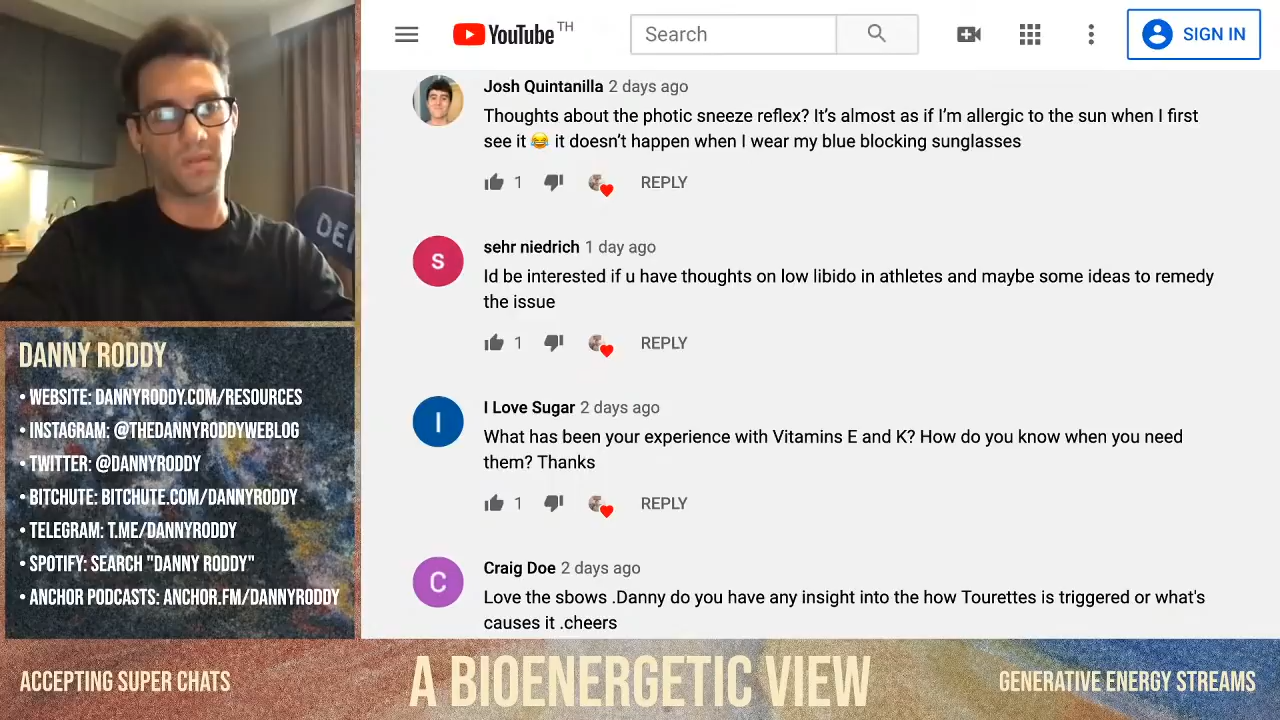 YouTube TH
Search
SIGN IN
Josh Quintanilla 2 days ago
Thoughts about the photic sneeze reflex? It's almost as if I'm allergic to the sun when I first
see it 😂 it doesn't happen when I wear my blue blocking sunglasses
1 REPLY
S
sehr niedrich 1 day ago
Id be interested if u have thoughts on low libido in athletes and maybe some ideas to remedy
the issue
1 REPLY
I
I Love Sugar 2 days ago
What has been your experience with Vitamins E and K? How do you know when you need
them? Thanks
1 REPLY
C
Craig Doe 2 days ago
Love the sbows .Danny do you have any insight into the how Tourettes is triggered or what's
causes it .cheers
DEI
DANNY RODDY
• WEBSITE: DANNYRODDY.COM/RESOURCES
• INSTAGRAM: @THEDANNYRODDYWEBLOG
• TWITTER: @DANNYRODDY
• BITCHUTE: BITCHUTE.COM/DANNYRODDY
• TELEGRAM: T.ME/DANNYRODDY
• SPOTIFY: SEARCH "DANNY RODDY"
• ANCHOR PODCASTS: ANCHOR.FM/DANNYRODDY
ACCEPTING SUPER CHATS
A BIOENERGETIC VIEW
GENERATIVE ENERGY STREAMS